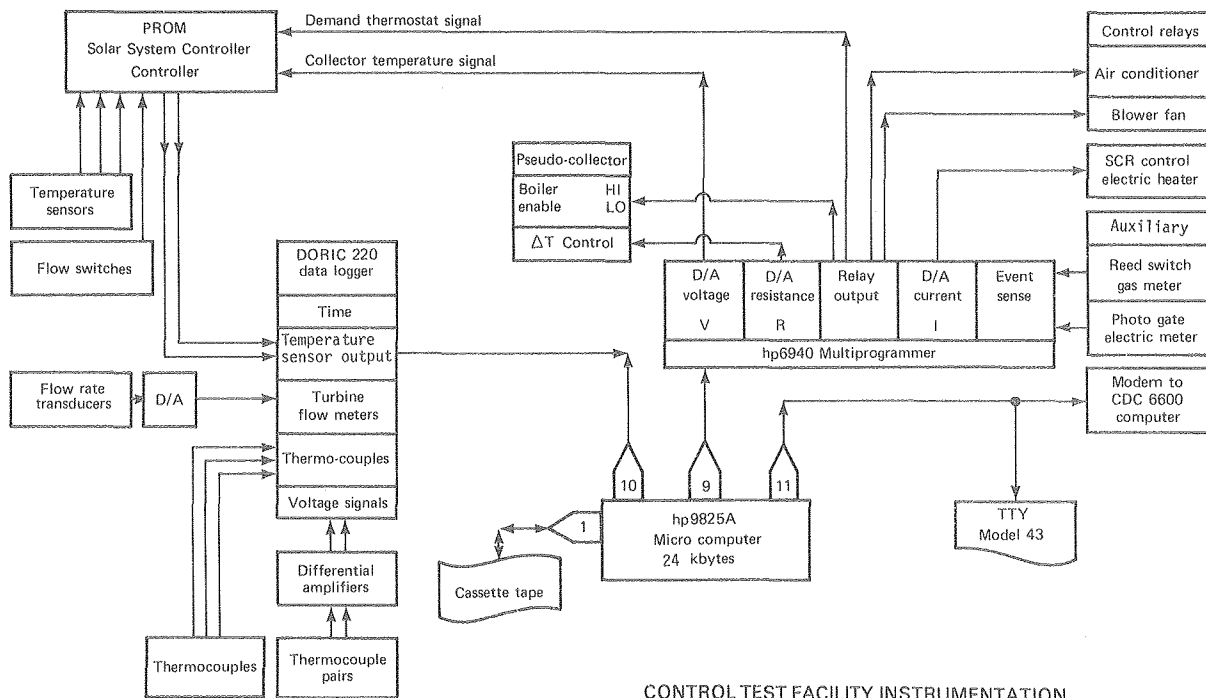 PROM
Solar System Controller
Controller
Demand thermostat signal
Collector temperature signal
Control relays
Air conditioner
Blower fan
SCR control
electric heater
Auxiliary
Reed switch
gas meter
Photo gate
electric meter
Modem to
CDC 6600
computer
Temperature
sensors
Flow switches
Pseudo-collector
Boiler HI
enable LO
ΔT Control
D/A
voltage
V
D/A
resistance
R
Relay
output
D/A
current
I
Event
sense
hp6940 Multiprogrammer
DORIC 220
data logger
Time
Temperature
sensor output
Turbine
flow meters
Thermo-couples
Voltage signals
Flow rate
transducers
D/A
Differential
amplifiers
Thermocouples
Thermocouple
pairs
10
9
11
1
hp9825A
Micro computer
24 kbytes
Cassette tape
TTY
Model 43
CONTROL TEST FACILITY INSTRUMENTATION